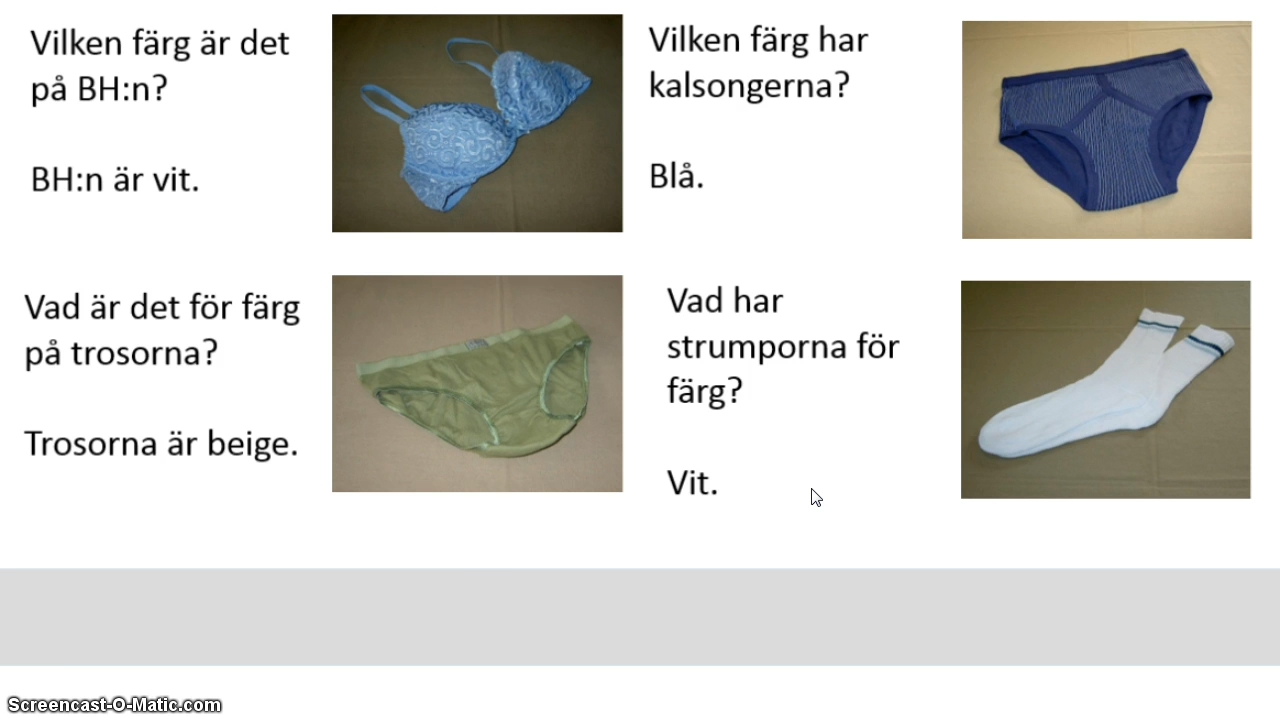 Vilken färg är det
på BH:n?
BH:n är vit.
Vilken färg har
kalsongerna?
Blå.
Vad är det för färg
på trosorna?
Trosorna är beige.
Vad har
strumporna för
färg?
Vit.
Screencast-O-Matic.com